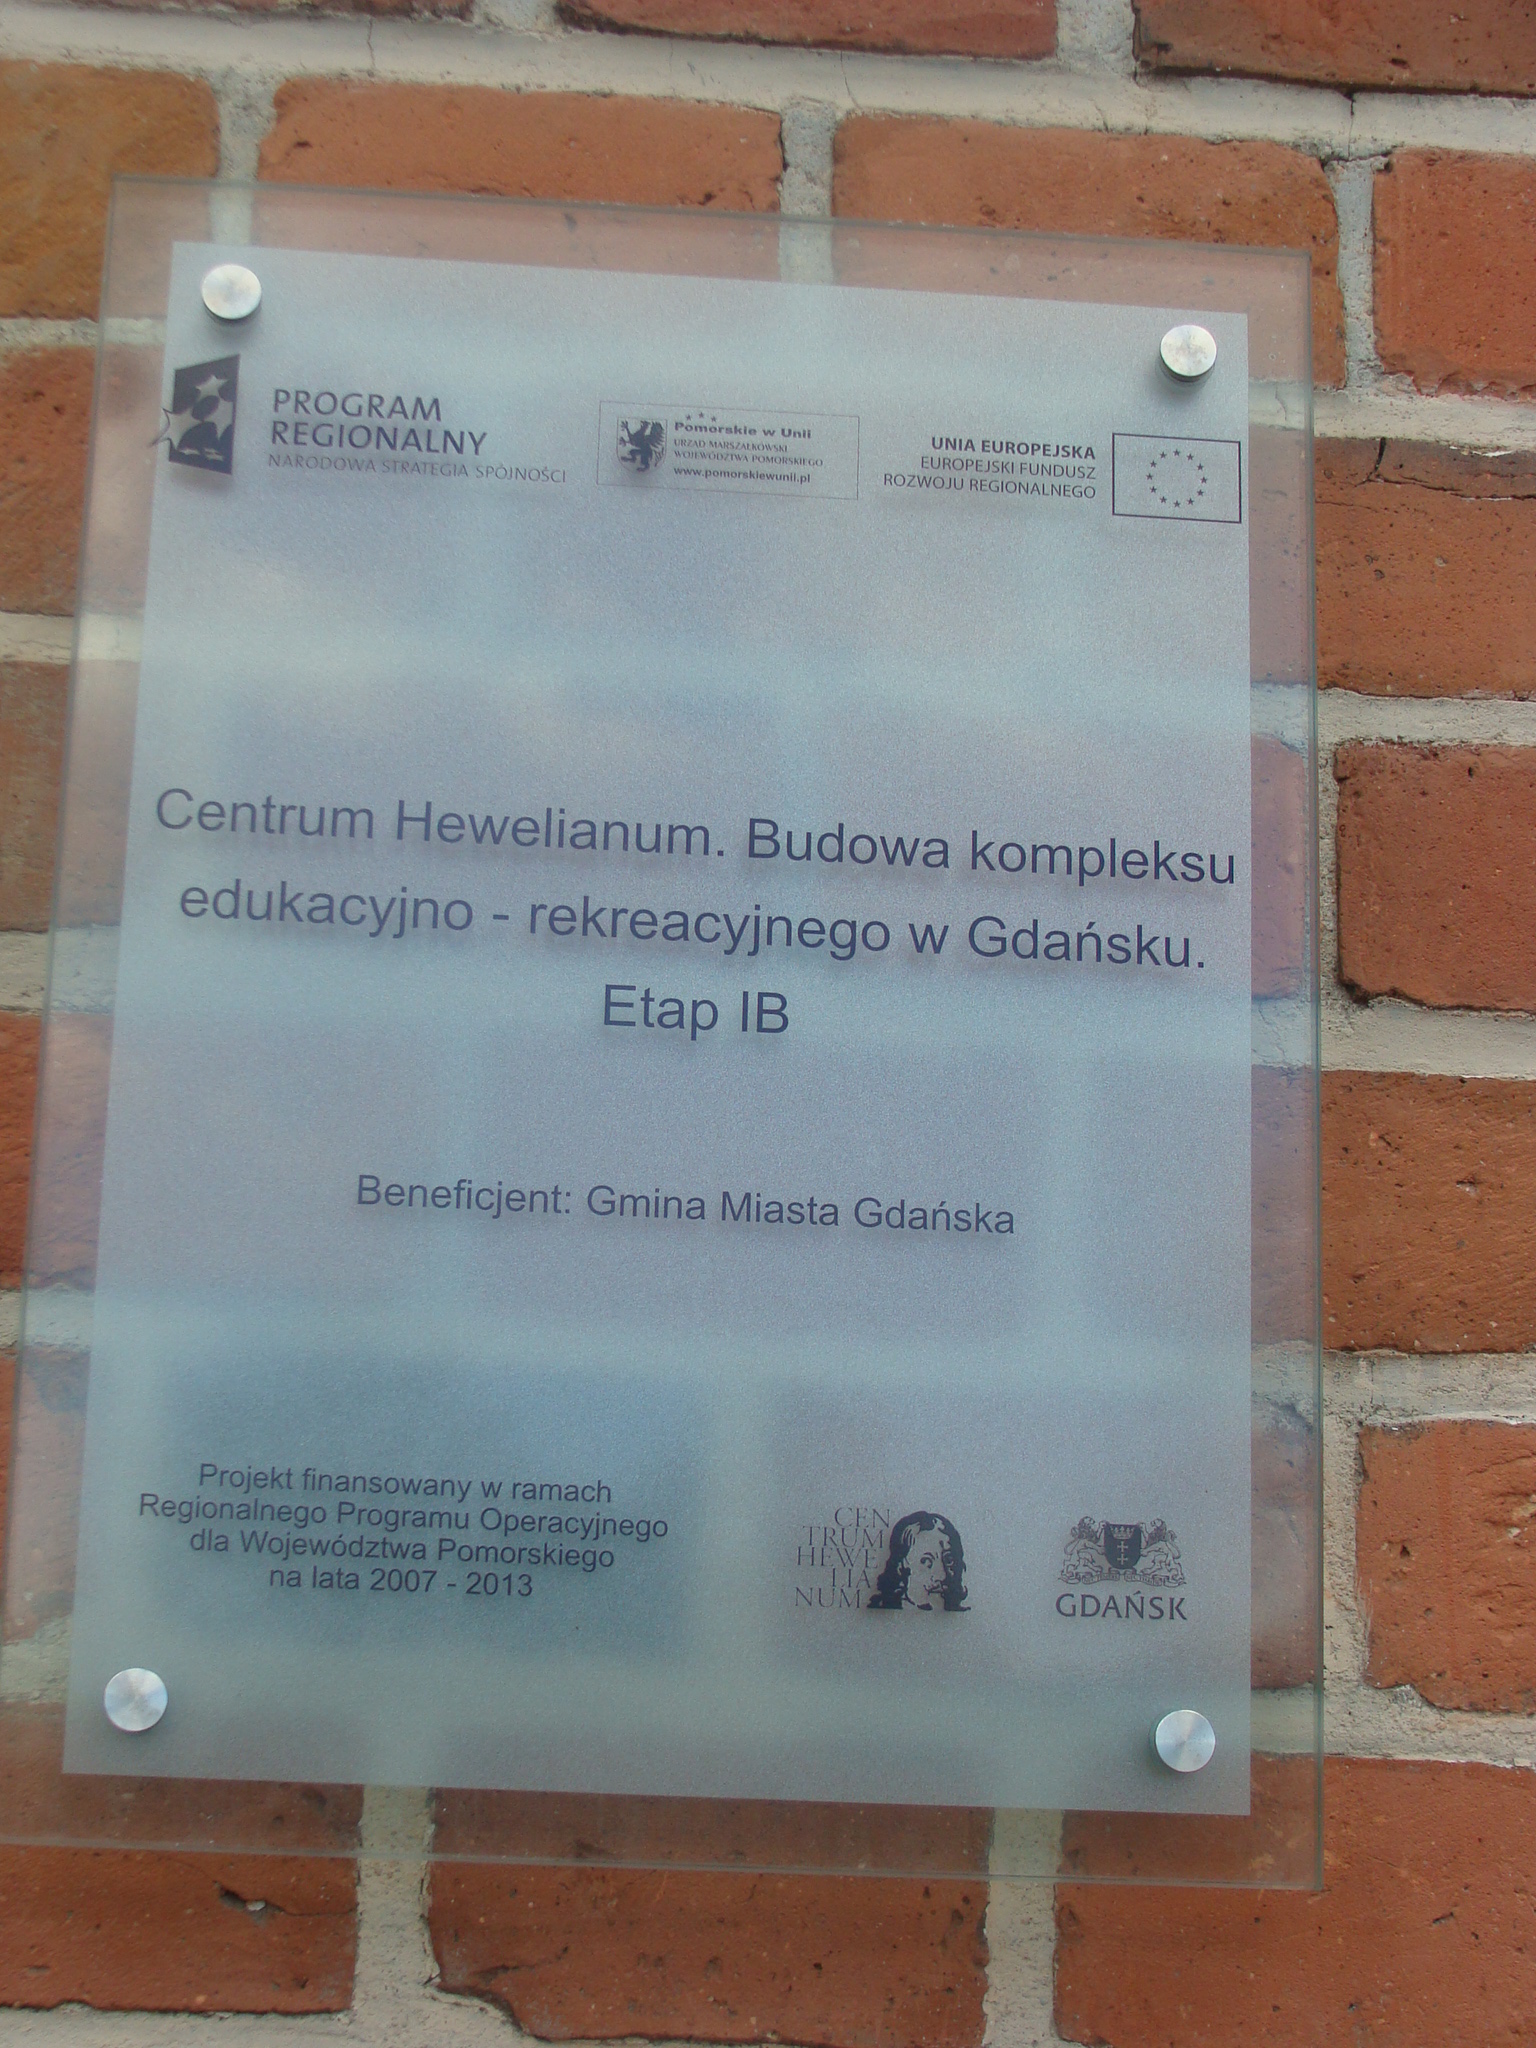 PROGRAM
REGIONALNY
NARODOWA STRATEGIA SPÓJNOŚCI
Pomorskie w Unii
URZĄD MARSZAŁKOWSKI
WOJEWÓDZTWA POMORSKIEGO
www.pomorskiewunii.pl
UNIA EUROPEJSKA
EUROPEJSKI FUNDUSZ
ROZWOJU REGIONALNEGO
Centrum Hewelianum. Budowa kompleksu
edukacyjno - rekreacyjnego w Gdańsku.
Etap IB
Beneficjent: Gmina Miasta Gdańska
Projekt finansowany w ramach
Regionalnego Programu Operacyjnego
dla Województwa Pomorskiego
na lata 2007 - 2013
CEN
TRUM
HEWE
LIA
NUM
GDAŃSK